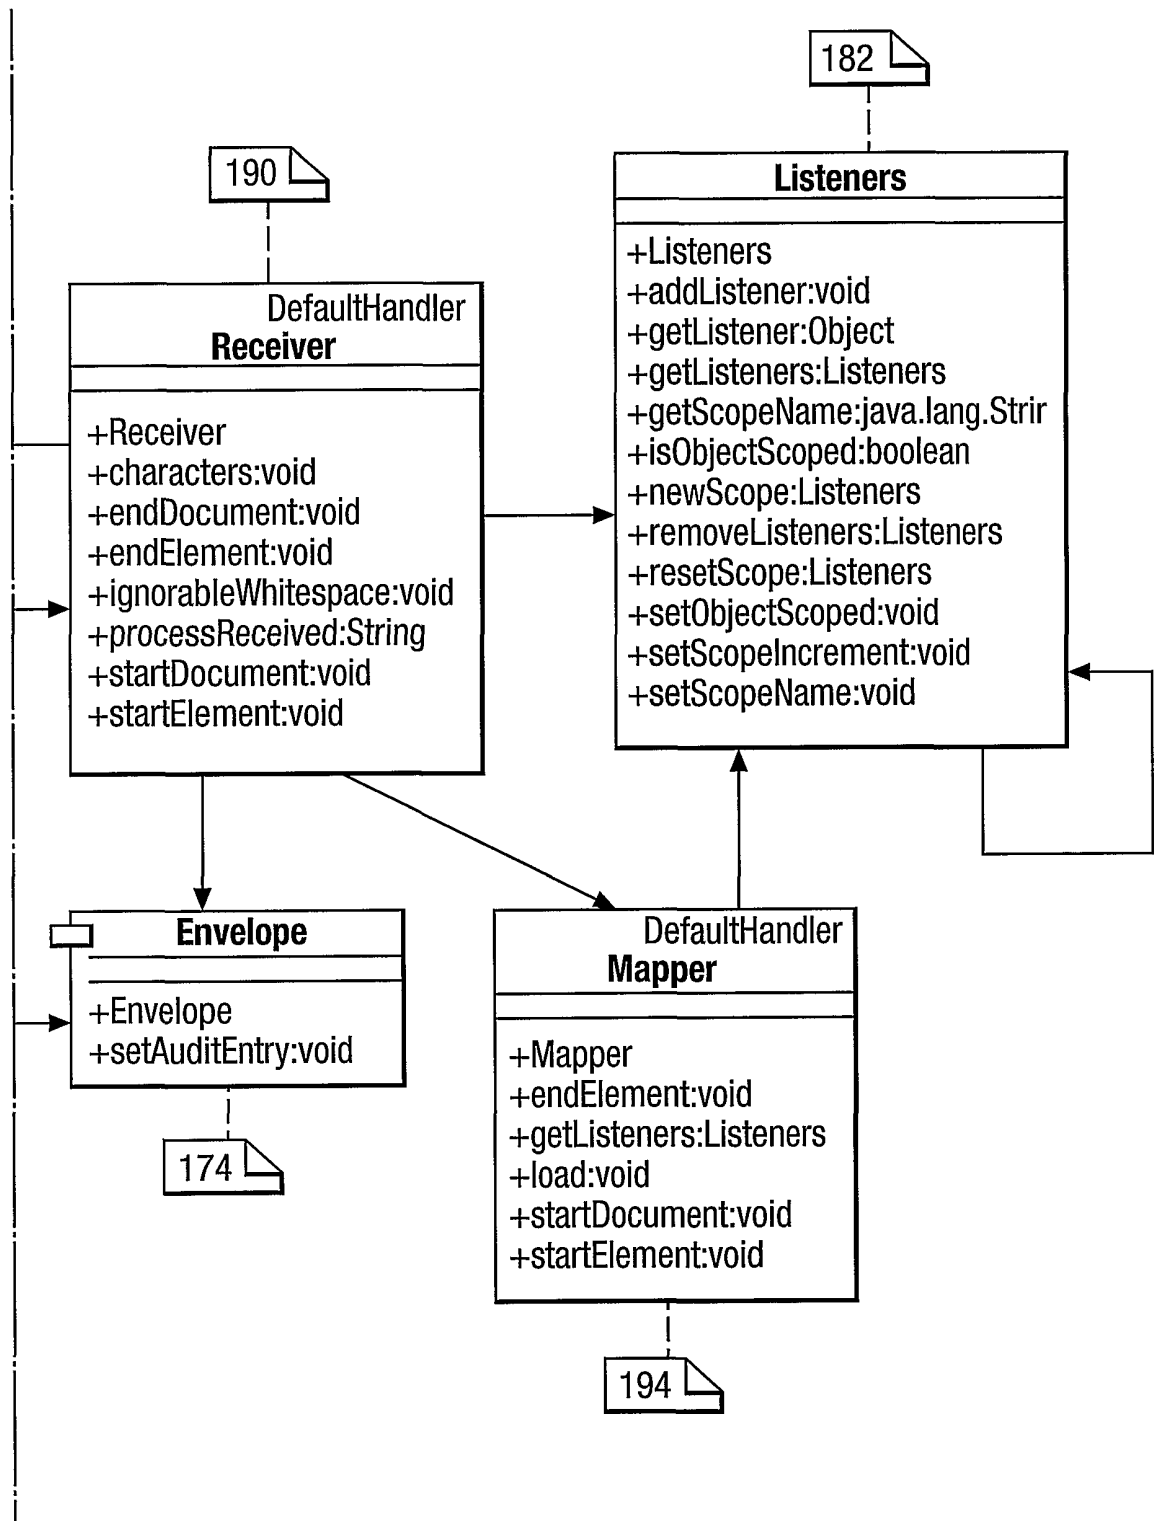 182
190
Listeners
+Listeners
+addListener:void
+getListener:Object
+getListeners:Listeners
+getScopeName:java.lang.Strir
+isObjectScoped:boolean
+newScope:Listeners
+removeListeners:Listeners
+resetScope:Listeners
+setObjectScoped:void
+setScopeIncrement:void
+setScopeName:void
DefaultHandler
Receiver
+Receiver
+characters:void
+endDocument:void
+endElement:void
+ignorableWhitespace:void
+processReceived:String
+startDocument:void
+startElement:void
Envelope
+Envelope
+setAuditEntry:void
174
DefaultHandler
Mapper
+Mapper
+endElement:void
+getListeners:Listeners
+load:void
+startDocument:void
+startElement:void
194